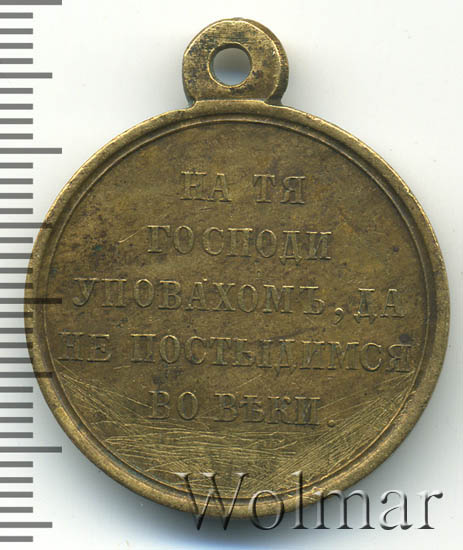 НА ТЯ
ГОСПОДИ
УПОВАХОМЪ, ДА
НЕ ПОСТЫДИМСЯ
ВО ВѢКИ.
Wolmar